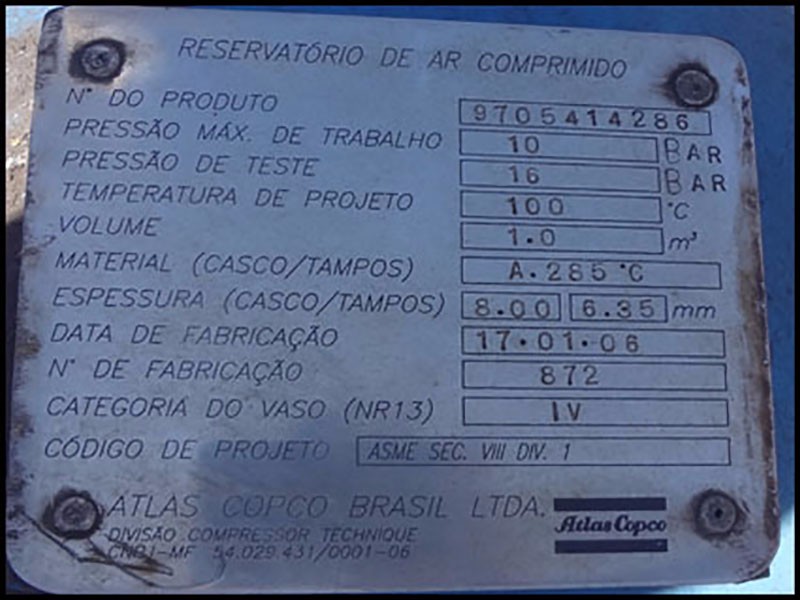 RESERVATÓRIO DE AR COMPRIMIDO
N° DO PRODUTO 9705414286
PRESSÃO MÁX. DE TRABALHO 10 BAR
PRESSÃO DE TESTE 16 BAR
TEMPERATURA DE PROJETO 100 °C
VOLUME 1.0 m³
MATERIAL (CASCO/TAMPOS) A.285°C
ESPESSURA (CASCO/TAMPOS) 8.00 6.35 mm
DATA DE FABRICAÇÃO 17.01.06
N° DE FABRICAÇÃO 872
CATEGORIA DO VASO (NR13) IV
CÓDIGO DE PROJETO ASME SEC. VIII DIV. 1
ATLAS COPCO BRASIL LTDA. Atlas Copco
DIVISÃO COMPRESSOR TECHNIQUE
CNPJ-MF 54.029.431/0001-06